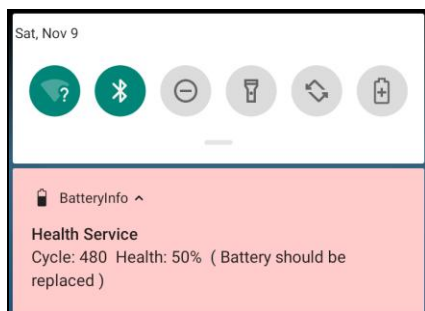 Sat, Nov 9
?
BatteryInfo
Health Service
Cycle: 480 Health: 50% ( Battery should be
replaced )